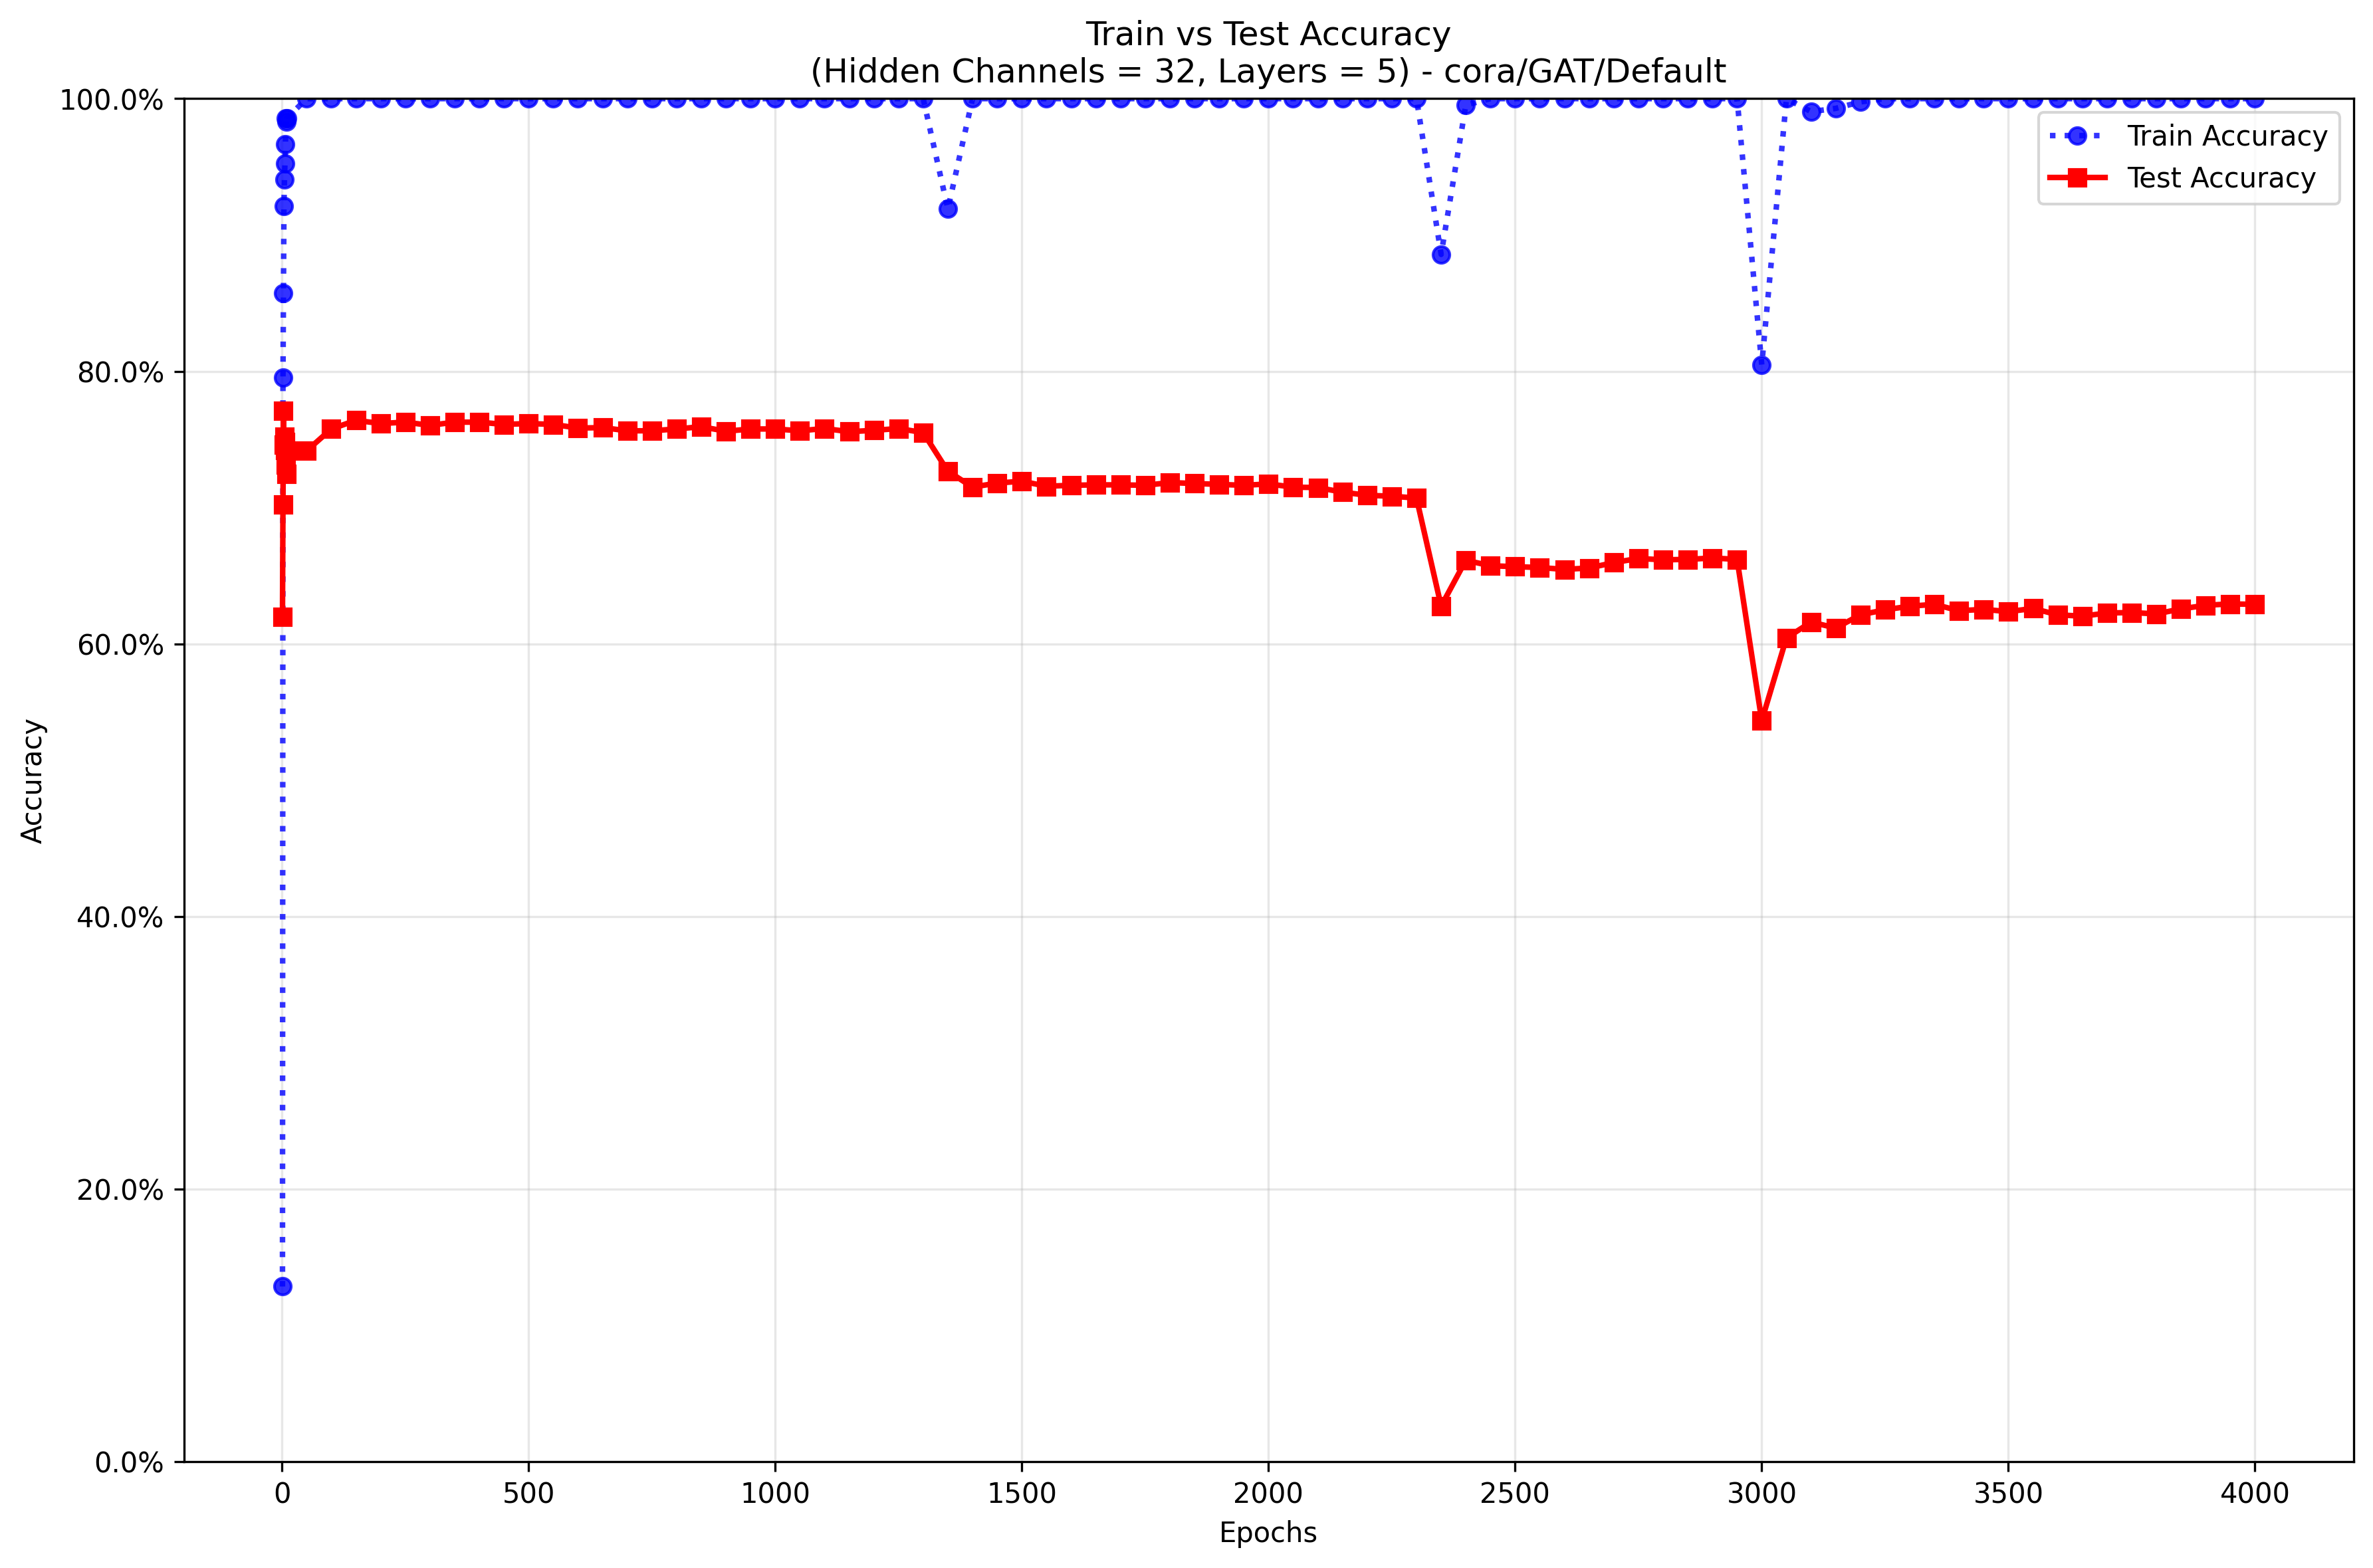 Train vs Test Accuracy
(Hidden Channels = 32, Layers = 5) - cora/GAT/Default
100.0%
80.0%
60.0%
40.0%
20.0%
0.0%
Accuracy
Train Accuracy
Test Accuracy
0 500 1000 1500 2000 2500 3000 3500 4000
Epochs